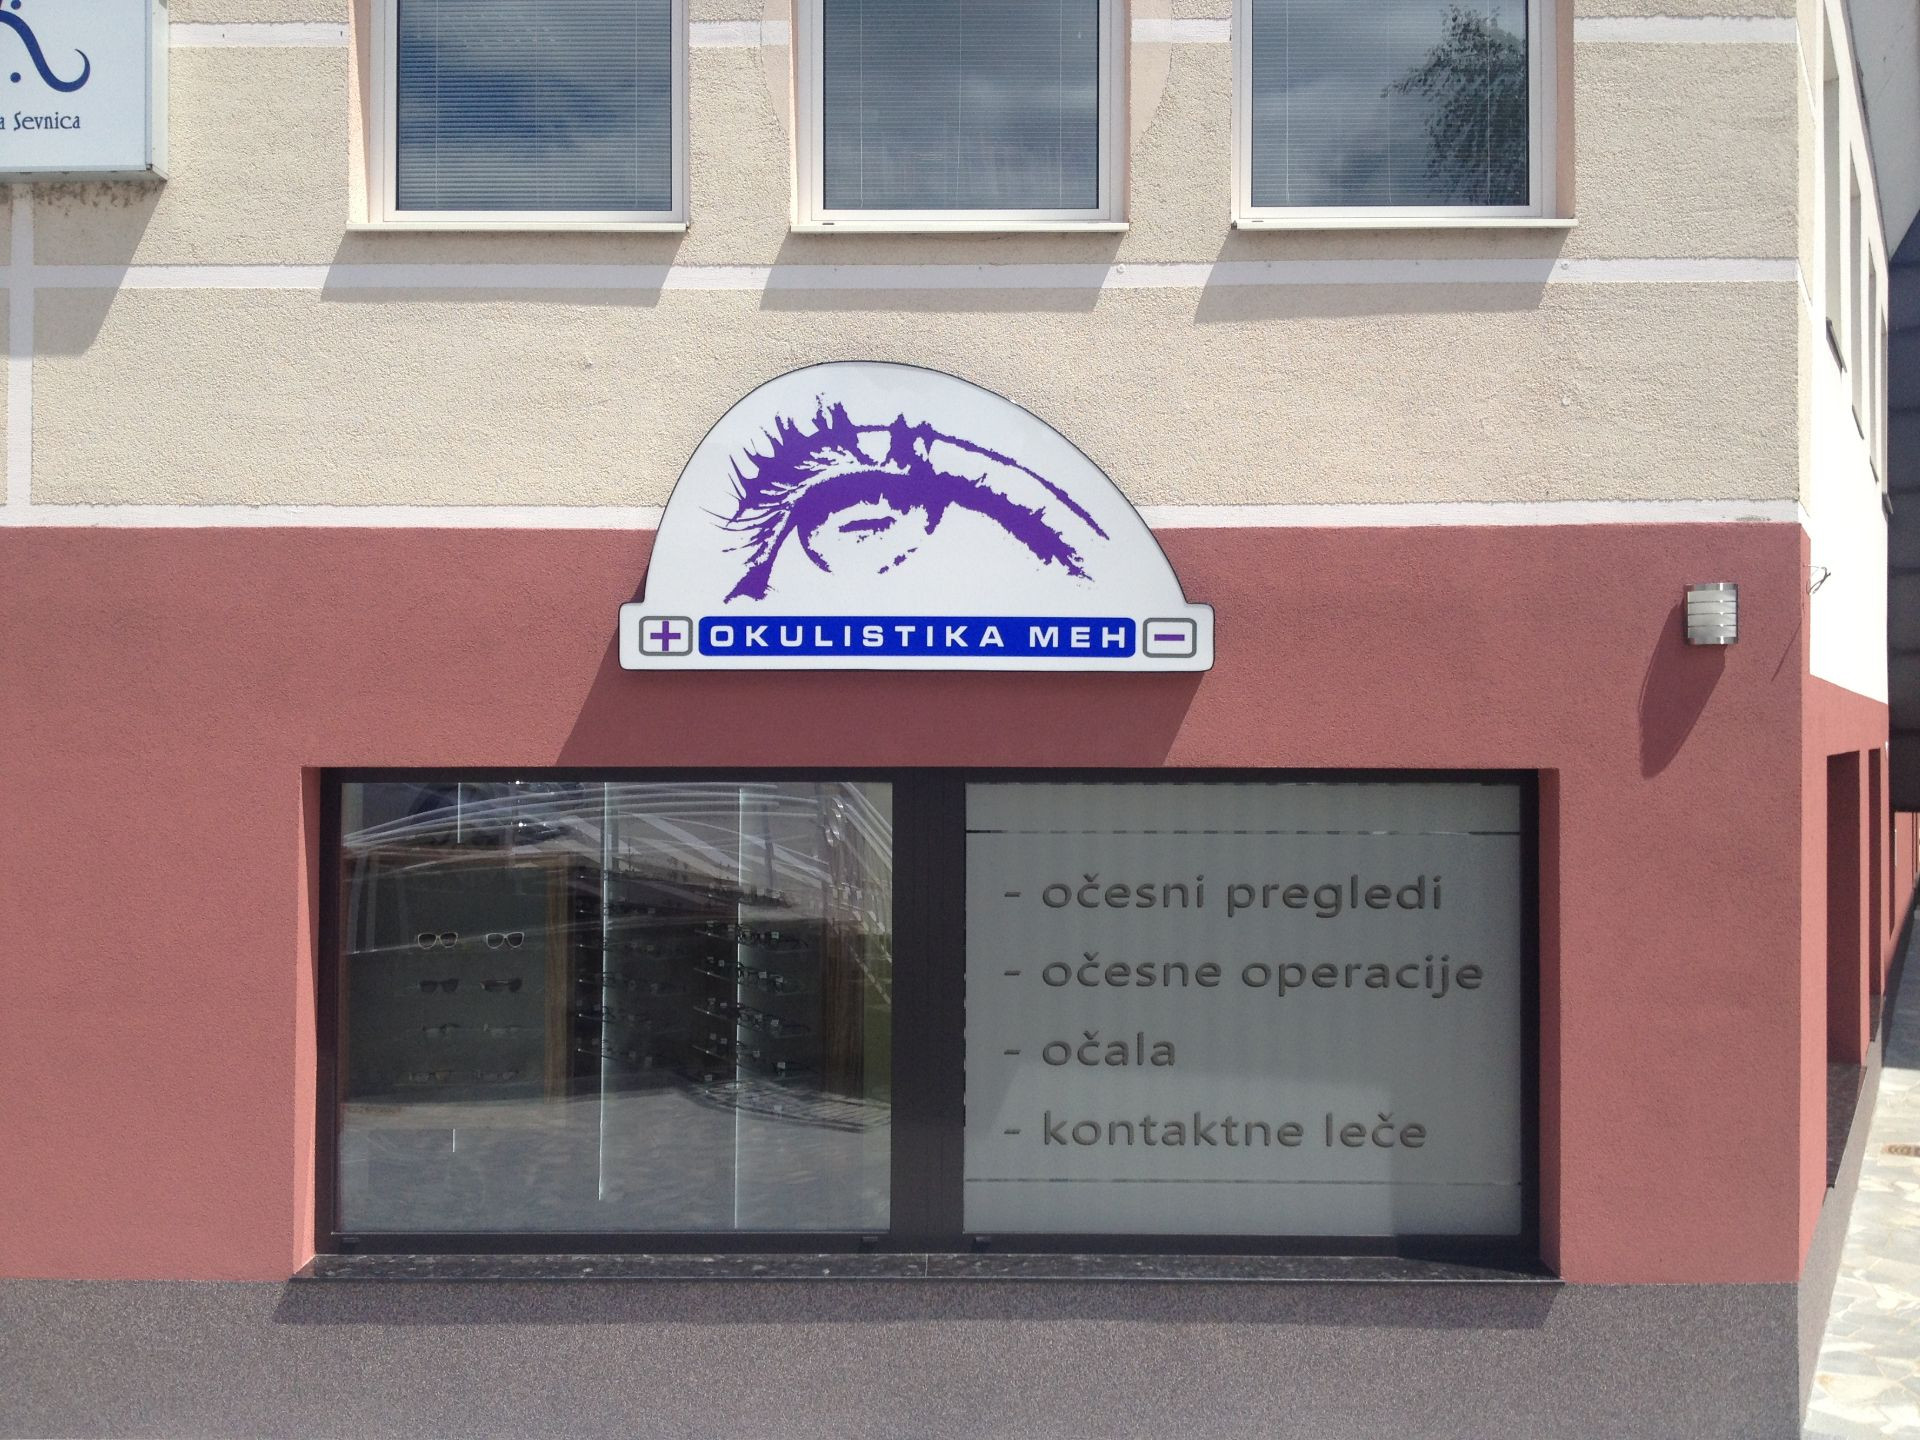 Sevnica
+ OKULISTIKA MEH -
- očesni pregledi
- očesne operacije
- očala
- kontaktne leče